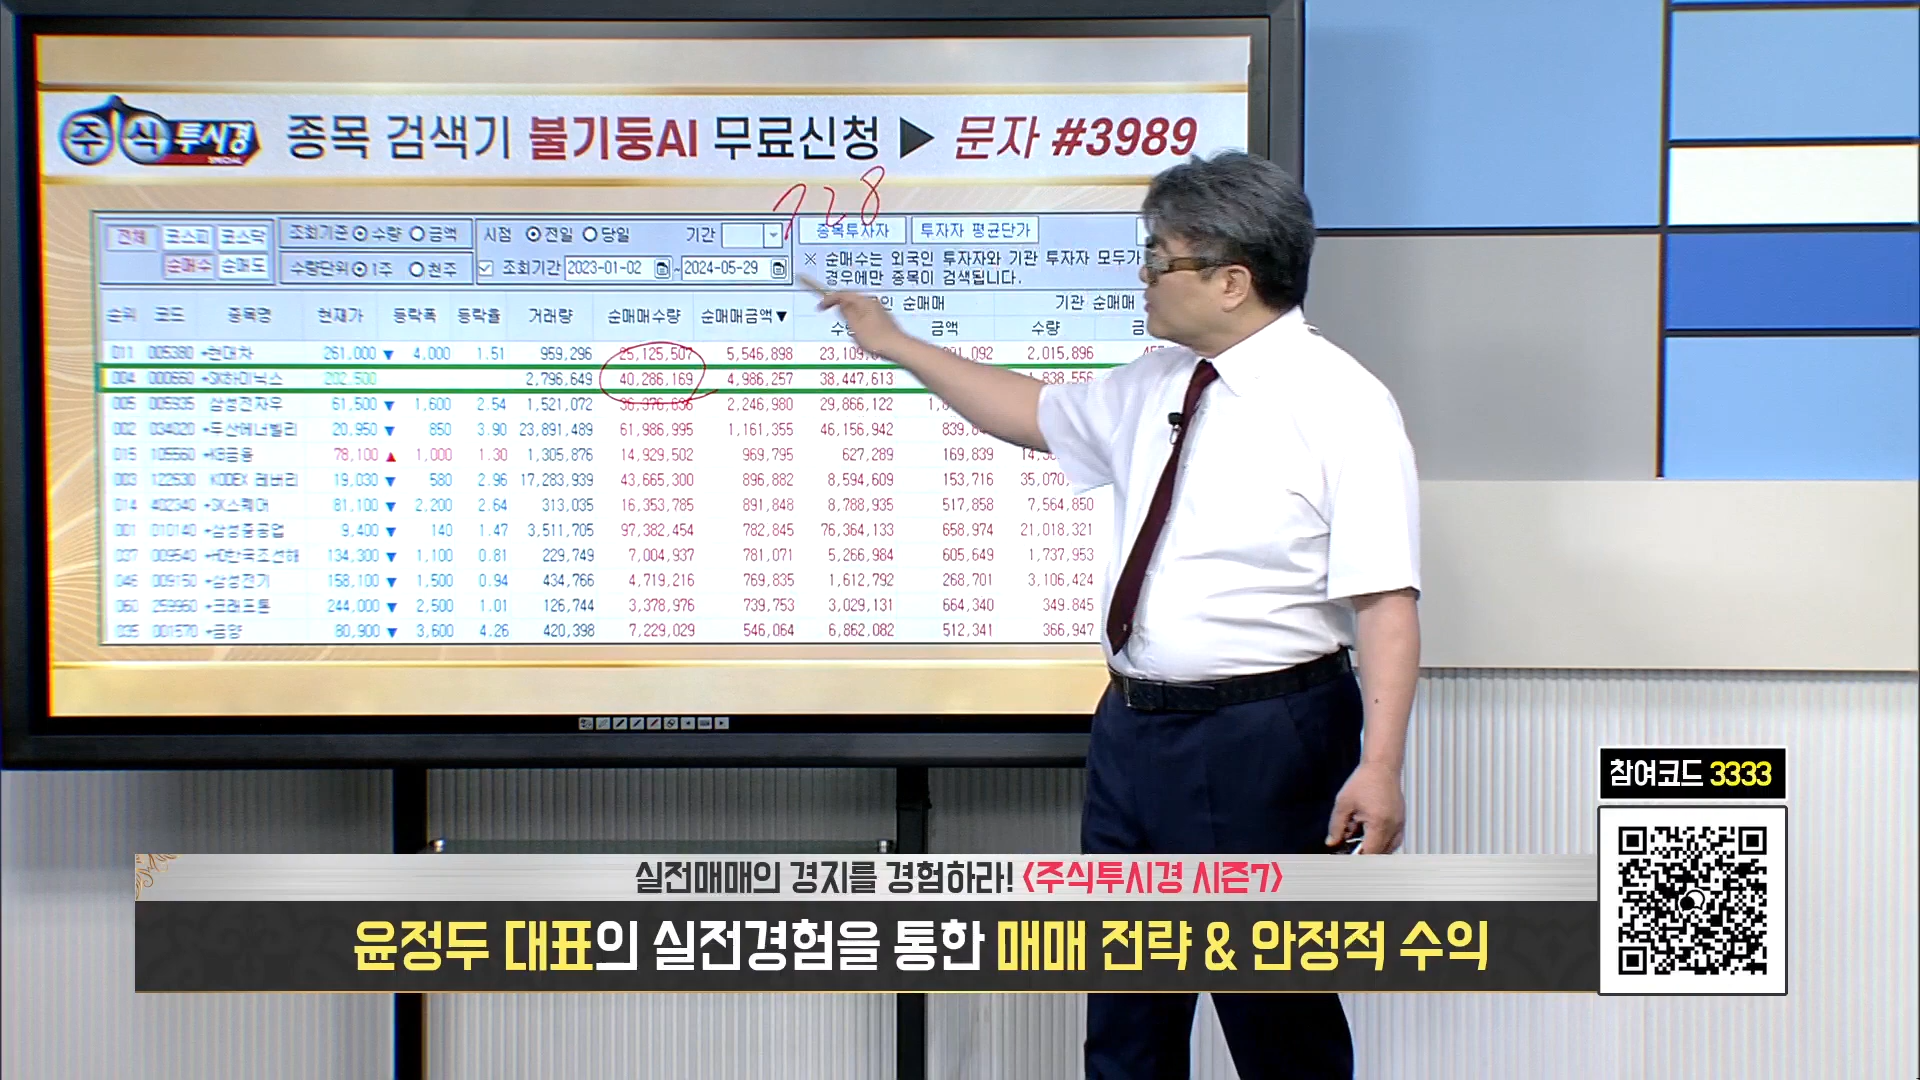 주식투시경 SPECIAL 종목 검색기 불기둥AI 무료신청 ▶ 문자 #3989
728
전체 코스피 코스닥 조회기준 수량 금액 시점 전일 당일 기간 종목투자자 투자자 평균단가
순매수 순매도 수량단위 1주 천주 조회기간 2023-01-02 ~ 2024-05-29 ※ 순매수는 외국인 투자자와 기관 투자자 모두가
경우에만 종목이 검색됩니다.
순위 코드 종목명 현재가 등락폭 등락율 거래량 순매매수량 순매매금액▼ 순매매 기관 순매매
금액 수량
011 005380 +현대차 261,000 ▼ 4,000 1.51 959,296 25,125,507 5,546,898 2,015,896
004 000660 +SK하이닉스 202,500 2,796,649 40,286,169 4,986,257 38,447,613
005 005935 삼성전자우 61,500 ▼ 1,600 2.54 1,521,072 36,376,636 2,246,980 29,866,122
002 034020 +두산에너빌리 20,950 ▼ 850 3.90 23,891,489 61,986,995 1,161,355 46,156,942
015 105560 +KB금융 78,100 ▲ 1,000 1.30 1,305,876 14,929,502 969,795 627,289 169,839
003 122630 KODEX 레버리 19,030 ▼ 580 2.96 17,283,939 43,665,300 896,882 8,594,609 153,716
014 402340 +SK스퀘어 81,100 ▼ 2,200 2.64 313,035 16,353,785 891,848 8,788,935 517,858 7,564,850
001 010140 +삼성중공업 9,400 ▼ 140 1.47 3,511,705 97,382,454 782,845 76,364,133 658,974 21,018,321
037 009540 +HD한국조선해 134,300 ▼ 1,100 0.81 229,749 7,004,937 781,071 5,266,984 605,649 1,737,953
046 009150 +삼성전기 158,100 ▼ 1,500 0.94 434,766 4,719,216 769,835 1,612,792 268,701 3,106,424
060 259960 +크래프톤 244,000 ▼ 2,500 1.01 126,744 3,378,976 739,753 3,029,131 664,340 349,845
035 001570 +금양 80,900 ▼ 3,600 4.26 420,398 7,229,029 546,064 6,862,082 512,341 366,947
참여코드 3333
실전매매의 경지를 경험하라! <주식투시경 시즌7>
윤정두 대표의 실전경험을 통한 매매 전략 & 안정적 수익